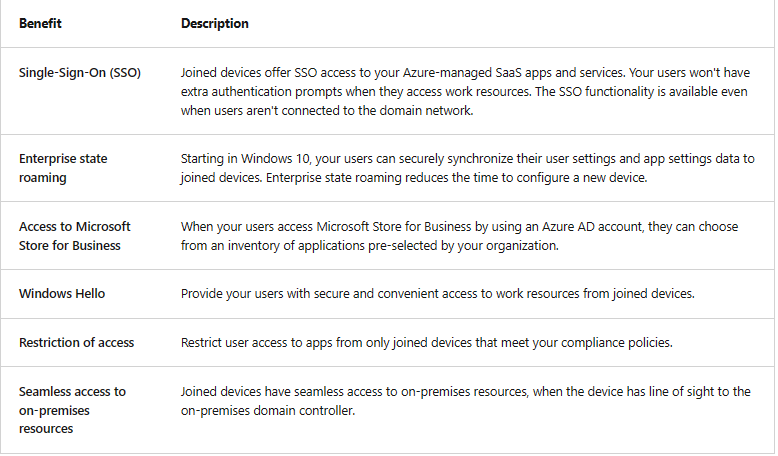 Benefit
Description
Single-Sign-On (SSO)
Joined devices offer SSO access to your Azure-managed SaaS apps and services. Your users won't have
extra authentication prompts when they access work resources. The SSO functionality is available even
when users aren't connected to the domain network.
Enterprise state
roaming
Starting in Windows 10, your users can securely synchronize their user settings and app settings data to
joined devices. Enterprise state roaming reduces the time to configure a new device.
Access to Microsoft
Store for Business
When your users access Microsoft Store for Business by using an Azure AD account, they can choose
from an inventory of applications pre-selected by your organization.
Windows Hello
Provide your users with secure and convenient access to work resources from joined devices.
Restriction of access
Restrict user access to apps from only joined devices that meet your compliance policies.
Seamless access to
on-premises
resources
Joined devices have seamless access to on-premises resources, when the device has line of sight to the
on-premises domain controller.